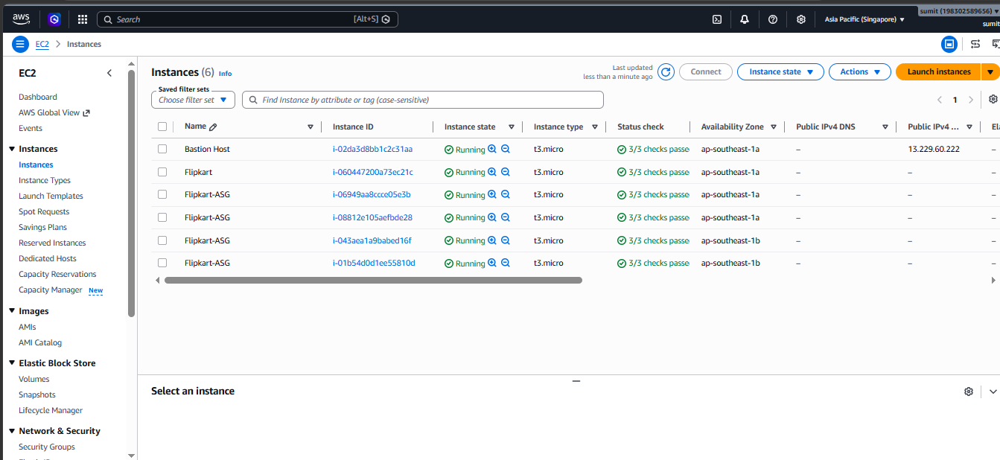 aws Search [Alt+S] Asia Pacific (Singapore) sumit (198302589656)
sumit
EC2 Instances
EC2
Dashboard
AWS Global View
Events
Instances
Instances
Instance Types
Launch Templates
Spot Requests
Savings Plans
Reserved Instances
Dedicated Hosts
Capacity Reservations
Capacity Manager New
Images
AMIs
AMI Catalog
Elastic Block Store
Volumes
Snapshots
Lifecycle Manager
Network & Security
Security Groups
Instances (6) Info
Last updated
less than a minute ago
Connect Instance state Actions Launch instances
Saved filter sets
Choose filter set Find Instance by attribute or tag (case-sensitive) 1
Name Instance ID Instance state Instance type Status check Availability Zone Public IPv4 DNS Public IPv4 ... Ela
Bastion Host i-02da3d8bb1c2c31aa Running t3.micro 3/3 checks passe ap-southeast-1a – 13.229.60.222 –
Flipkart i-060447200a73ec21c Running t3.micro 3/3 checks passe ap-southeast-1a – – –
Flipkart-ASG i-06949aa8ccce05e3b Running t3.micro 3/3 checks passe ap-southeast-1a – – –
Flipkart-ASG i-08812e105aefbde28 Running t3.micro 3/3 checks passe ap-southeast-1a – – –
Flipkart-ASG i-043aea1a9babed16f Running t3.micro 3/3 checks passe ap-southeast-1b – – –
Flipkart-ASG i-01b54d0d1ee55810d Running t3.micro 3/3 checks passe ap-southeast-1b – – –
Select an instance